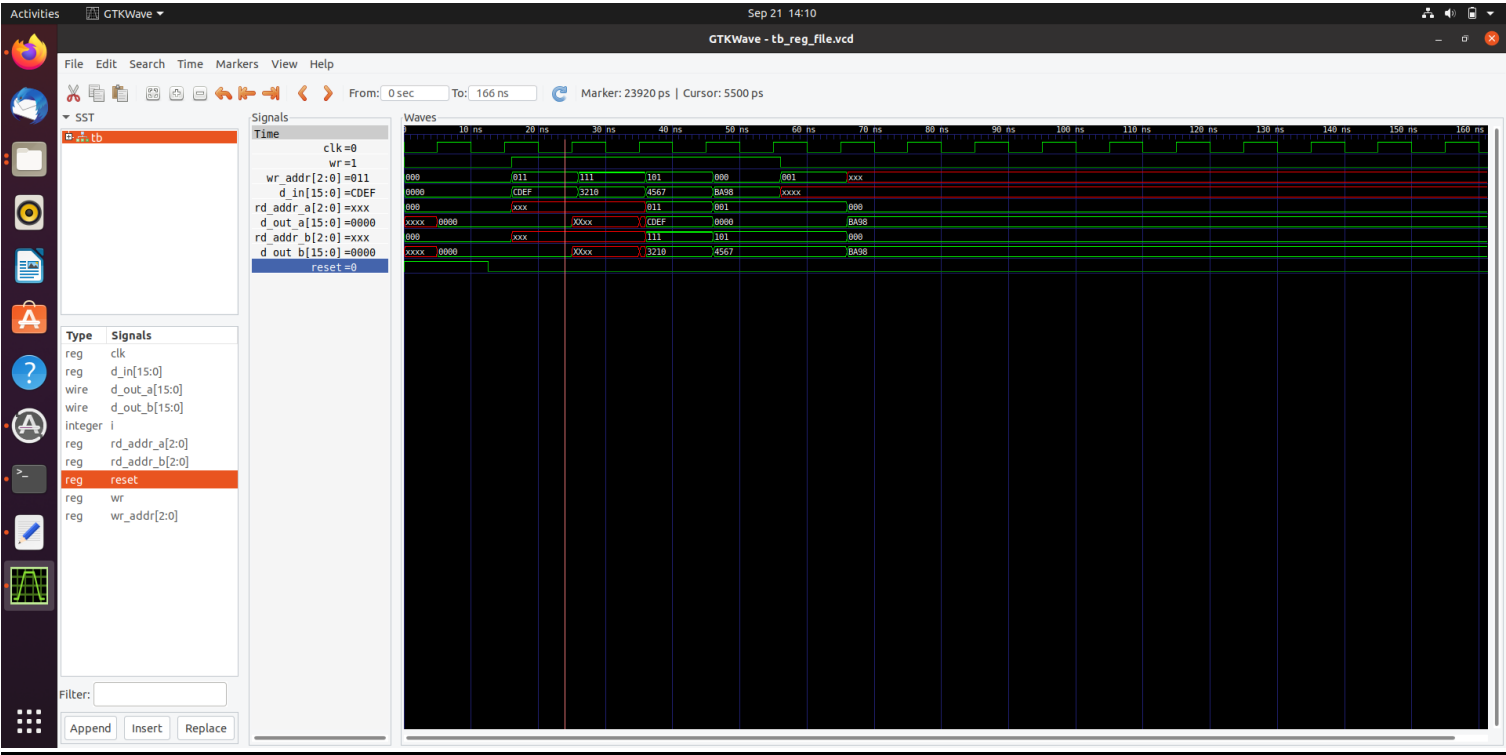 Activities GTKWave Sep 21 14:10
GTKWave - tb_reg_file.vcd
File Edit Search Time Markers View Help
From: 0 sec To: 166 ns Marker: 23920 ps | Cursor: 5500 ps
SST
tb
Type Signals
reg clk
reg d_in[15:0]
wire d_out_a[15:0]
wire d_out_b[15:0]
integer i
reg rd_addr_a[2:0]
reg rd_addr_b[2:0]
reg reset
reg wr
reg wr_addr[2:0]
Filter:
Append Insert Replace
Signals
Time
clk=0
wr=1
wr_addr[2:0]=011
d_in[15:0]=CDEF
rd_addr_a[2:0]=xxx
d_out_a[15:0]=0000
rd_addr_b[2:0]=xxx
d_out_b[15:0]=0000
reset=0
Waves
10 ns 20 ns 30 ns 40 ns 50 ns 60 ns 70 ns 80 ns 90 ns 100 ns 110 ns 120 ns 130 ns 140 ns 150 ns 160 ns
000 011 111 101 000 001 xxx
0000 CDEF 3210 4567 BA98 xxxx
000 xxx 011 001 000
xxxx 0000 XXxx CDEF 0000 BA98
000 xxx 111 101 000
xxxx 0000 XXxx 3210 4567 BA98